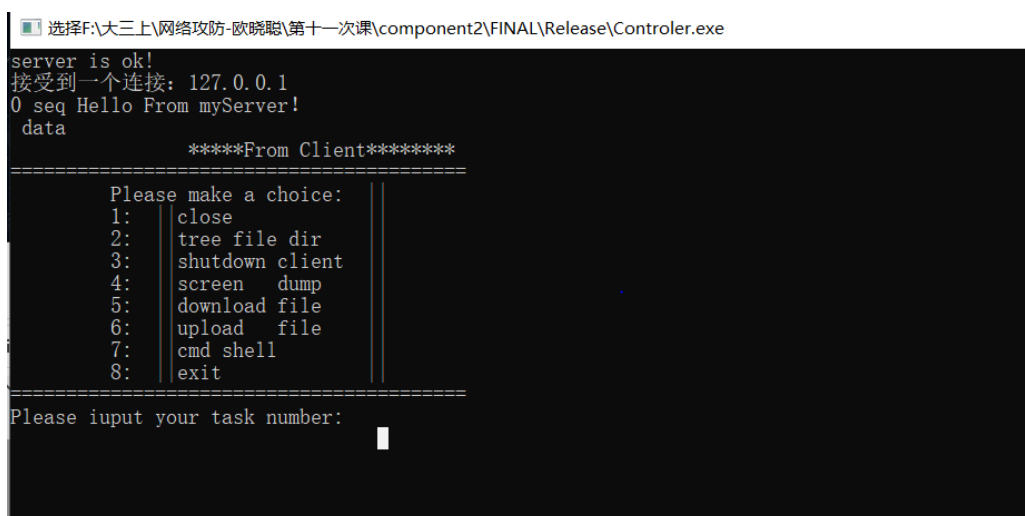 选择F:\大三上\网络攻防-欧晓聪\第十一次课\component2\FINAL\Release\Controler.exe
server is ok!
接受到一个连接：127.0.0.1
0 seq Hello From myServer!
data
*****From Client********
=========================================
Please make a choice: ||
1: ||close ||
2: ||tree file dir ||
3: ||shutdown client ||
4: ||screen dump ||
5: ||download file ||
6: ||upload file ||
7: ||cmd shell ||
8: ||exit ||
=========================================
Please iuput your task number: